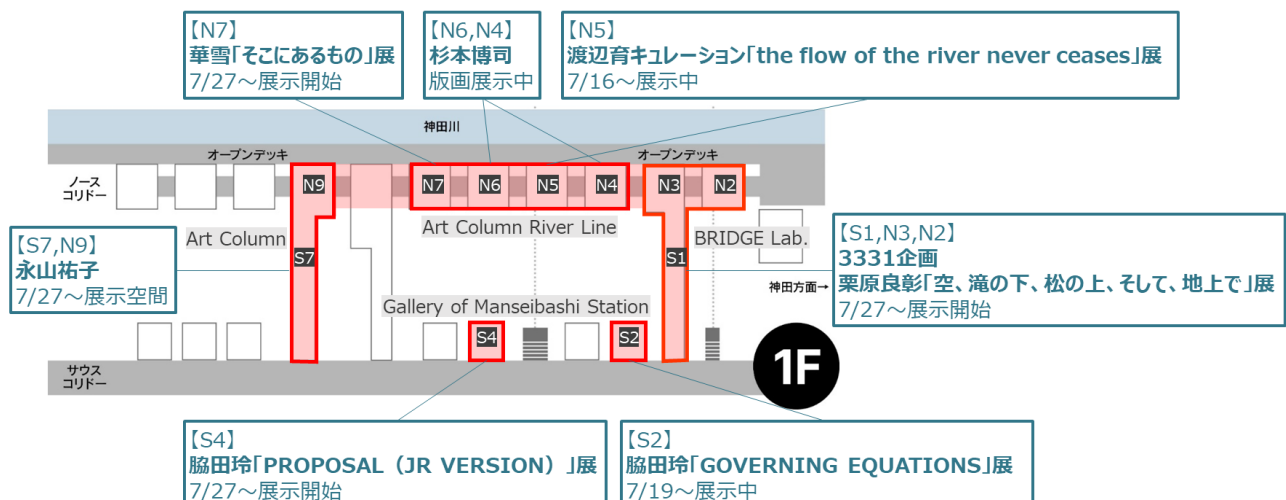 【N7】
華雪「そこにあるもの」展
7/27～展示開始
【N6,N4】
杉本博司
版画展示中
【N5】
渡辺育キュレーション「the flow of the river never ceases」展
7/16～展示中
神田川
オープンデッキ
オープンデッキ
ノース
コリドー
N9
N7
N6
N5
N4
N3
N2
Art Column
Art Column River Line
BRIDGE Lab.
【S7,N9】
永山祐子
7/27～展示空間
S7
S1
【S1,N3,N2】
3331企画
栗原良彰「空、滝の下、松の上、そして、地上で」展
7/27～展示開始
神田方面→
Gallery of Manseibashi Station
S4
S2
1F
サウス
コリドー
【S4】
脇田玲「PROPOSAL（JR VERSION）」展
7/27～展示開始
【S2】
脇田玲「GOVERNING EQUATIONS」展
7/19～展示中